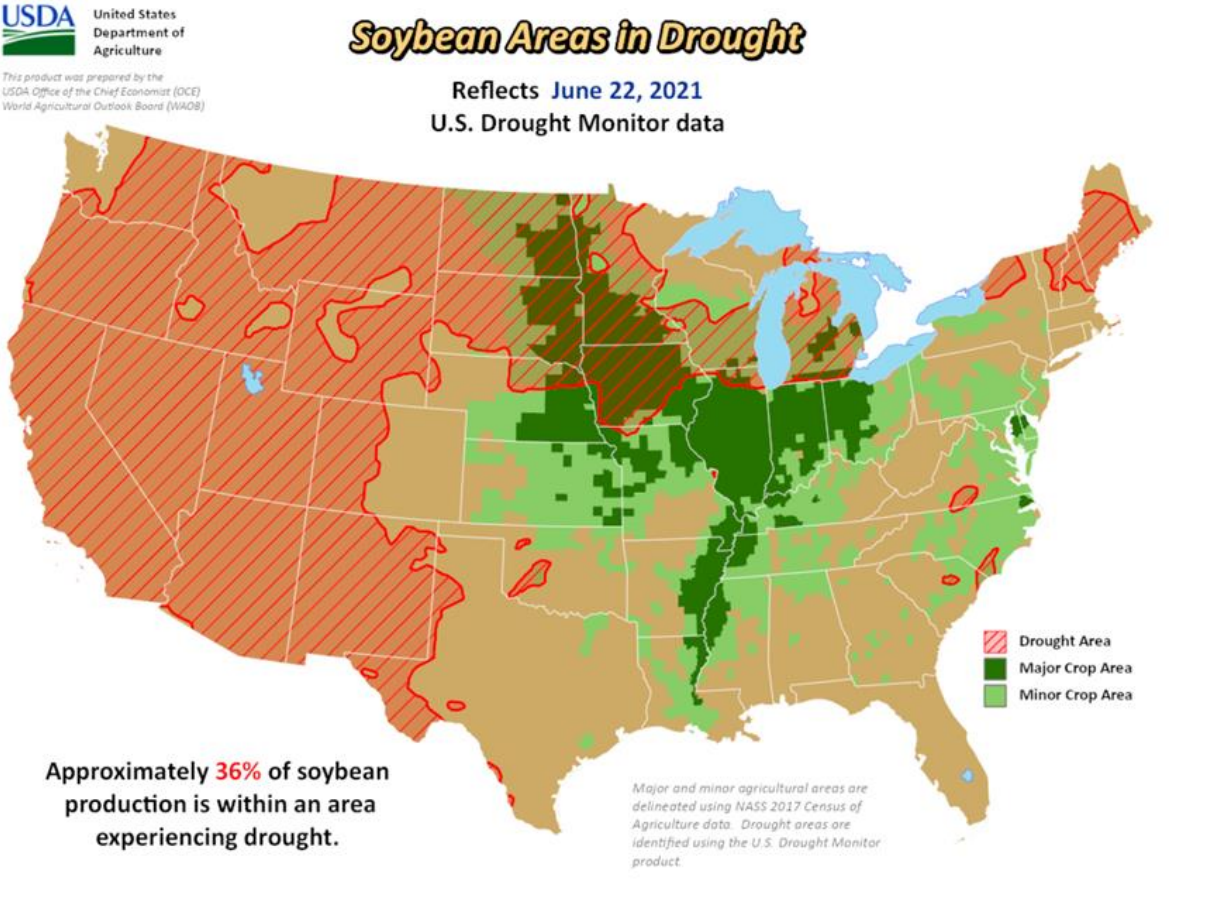 USDA
United States
Department of
Agriculture
This product was prepared by the
USDA Office of the Chief Economist (OCE)
World Agricultural Outlook Board (WAOB)
Soybean Areas in Drought
Reflects June 22, 2021
U.S. Drought Monitor data
Drought Area
Major Crop Area
Minor Crop Area
Approximately 36% of soybean
production is within an area
experiencing drought.
Major and minor agricultural areas are
delineated using NASS 2017 Census of
Agriculture data. Drought areas are
identified using the U.S. Drought Monitor
product.